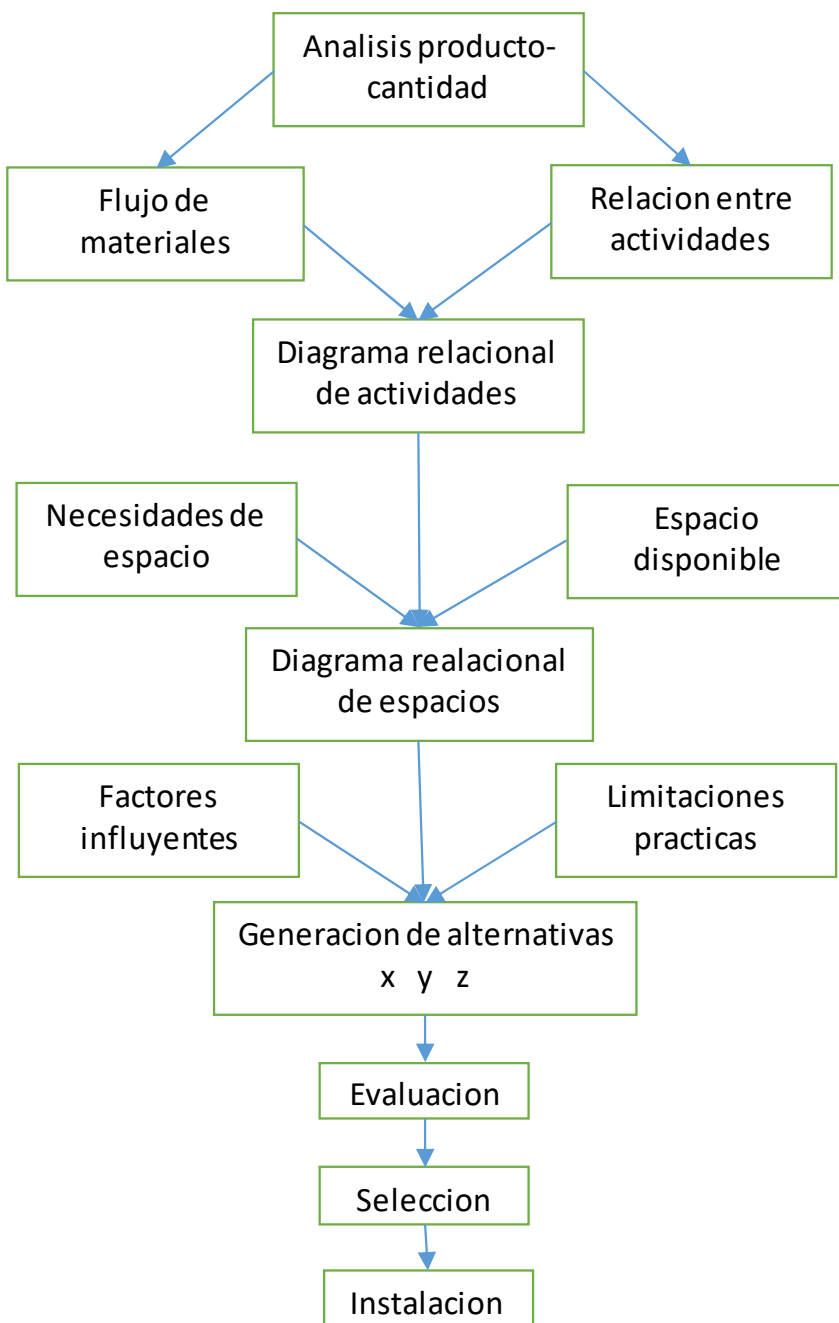 Analisis producto-
cantidad
Flujo de
materiales
Relacion entre
actividades
Diagrama relacional
de actividades
Necesidades de
espacio
Espacio
disponible
Diagrama realacional
de espacios
Factores
influyentes
Limitaciones
practicas
Generacion de alternativas
x y z
Evaluacion
Seleccion
Instalacion